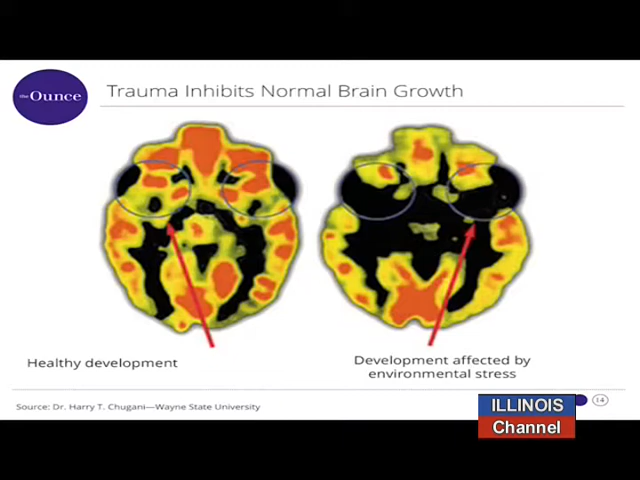 the Ounce
Trauma Inhibits Normal Brain Growth
Healthy development
Development affected by
environmental stress
Source: Dr. Harry T. Chugani—Wayne State University
14
ILLINOIS
Channel